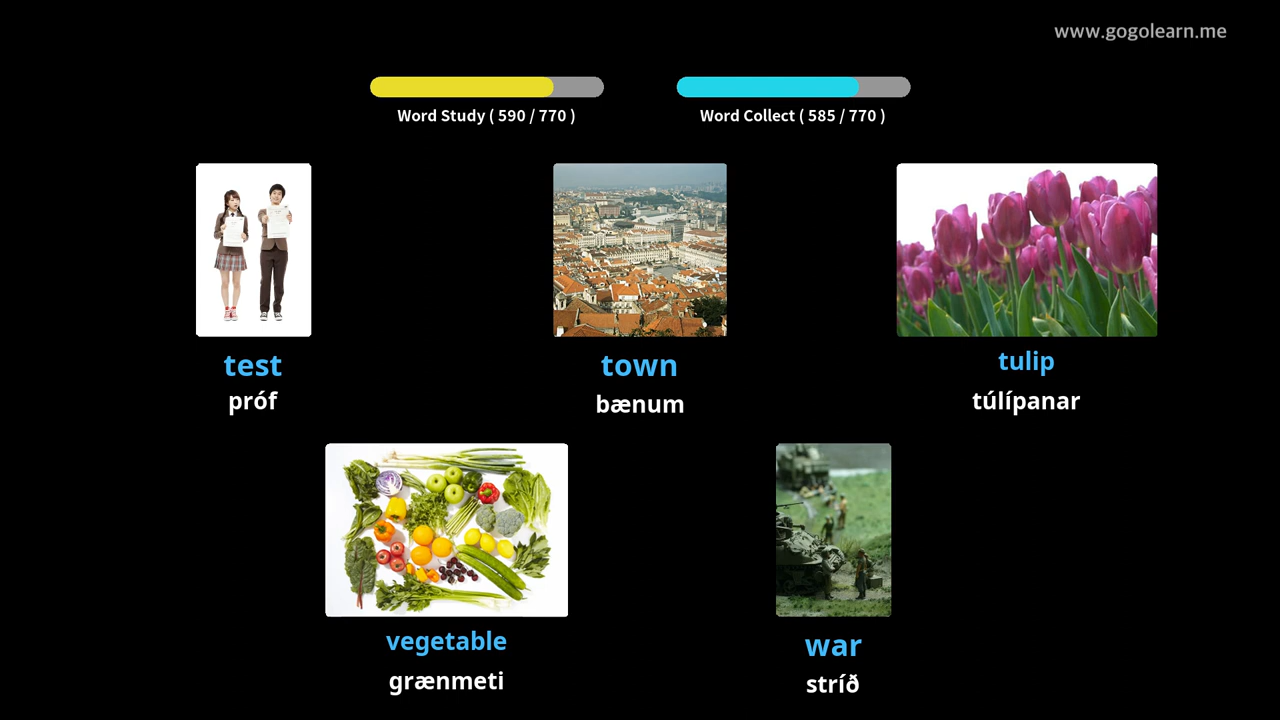 www.gogolearn.me
Word Study ( 590 / 770 )
Word Collect ( 585 / 770 )
test
próf
town
bænum
tulip
túlípanar
vegetable
grænmeti
war
stríð